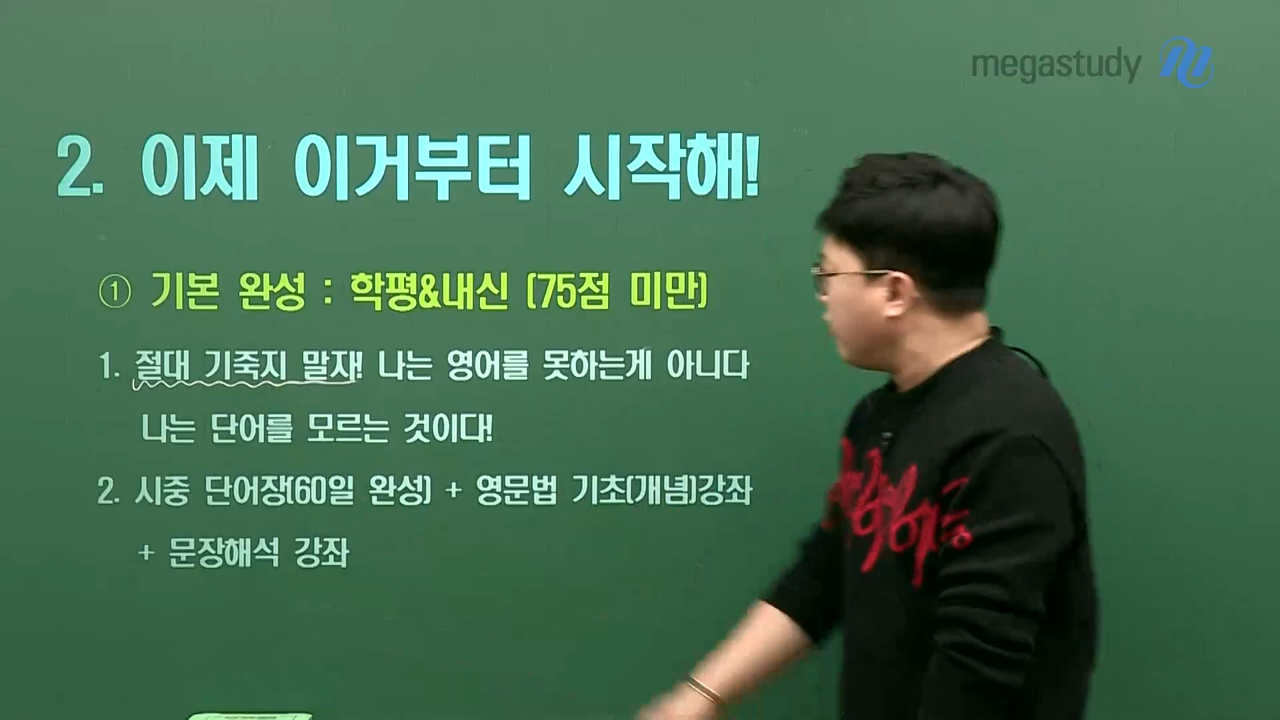 megastudy
2. 이제 이거부터 시작해!
① 기본 완성 : 학평&내신 (75점 미만)
1. 절대 기죽지 말자! 나는 영어를 못하는게 아니다
나는 단어를 모르는 것이다!
2. 시중 단어장(60일 완성) + 영문법 기초(개념)강좌
+ 문장해석 강좌